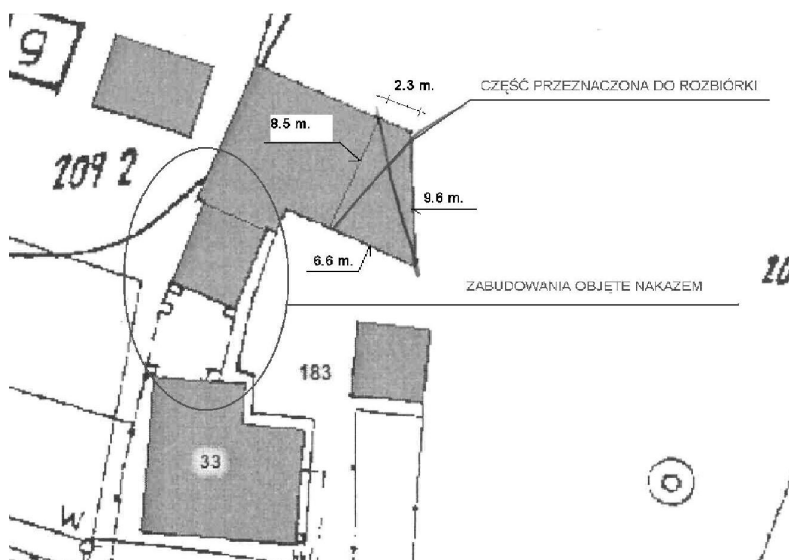 g
2.3 m.
CZĘŚĆ PRZEZNACZONA DO ROZBIÓRKI
8.5 m.
209 2
9.6 m.
6.6 m.
ZABUDOWANIA OBJĘTE NAKAZEM
20
183
33
W